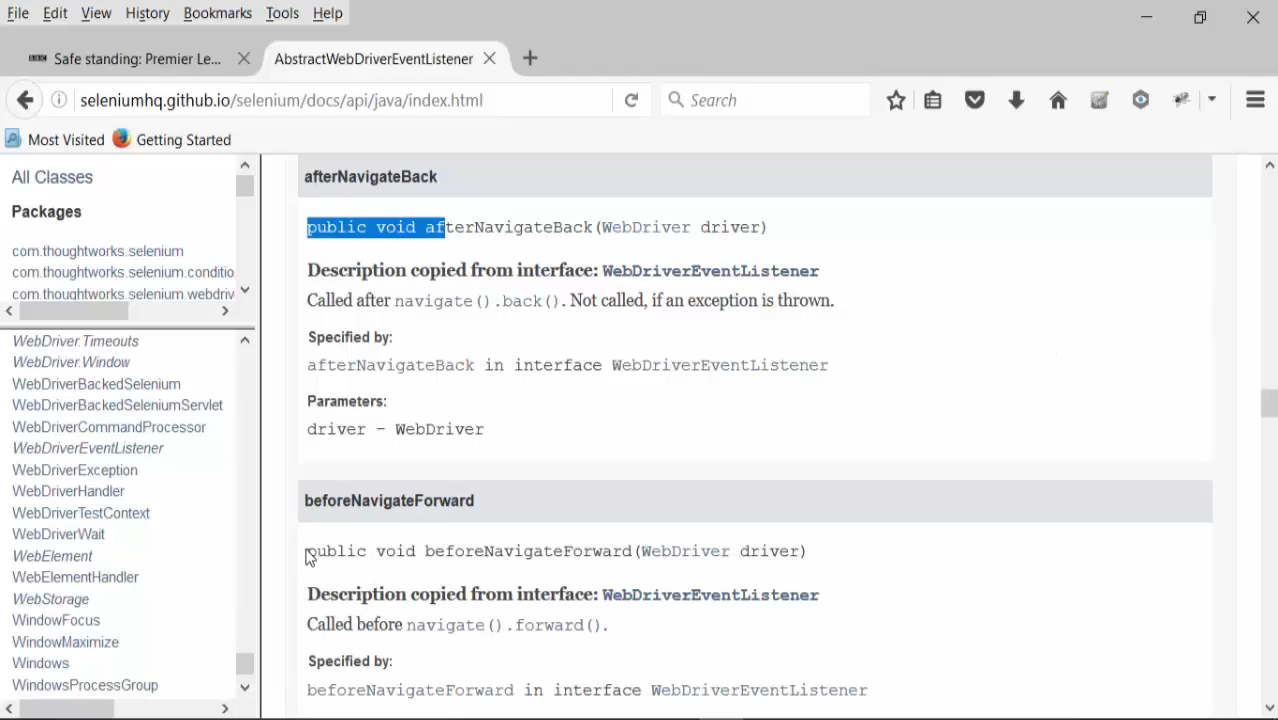 File Edit View History Bookmarks Tools Help
Safe standing: Premier Le...
AbstractWebDriverEventListener
seleniumhq.github.io/selenium/docs/api/java/index.html
Search
Most Visited Getting Started
All Classes
Packages
com.thoughtworks.selenium
com.thoughtworks.selenium.conditio
com.thoughtworks.selenium.webdriv
WebDriver.Timeouts
WebDriver.Window
WebDriverBackedSelenium
WebDriverBackedSeleniumServlet
WebDriverCommandProcessor
WebDriverEventListener
WebDriverException
WebDriverHandler
WebDriverTestContext
WebDriverWait
WebElement
WebElementHandler
WebStorage
WindowFocus
WindowMaximize
Windows
WindowsProcessGroup
afterNavigateBack
public void afterNavigateBack(WebDriver driver)
Description copied from interface: WebDriverEventListener
Called after navigate().back(). Not called, if an exception is thrown.
Specified by:
afterNavigateBack in interface WebDriverEventListener
Parameters:
driver - WebDriver
beforeNavigateForward
public void beforeNavigateForward(WebDriver driver)
Description copied from interface: WebDriverEventListener
Called before navigate().forward().
Specified by:
beforeNavigateForward in interface WebDriverEventListener